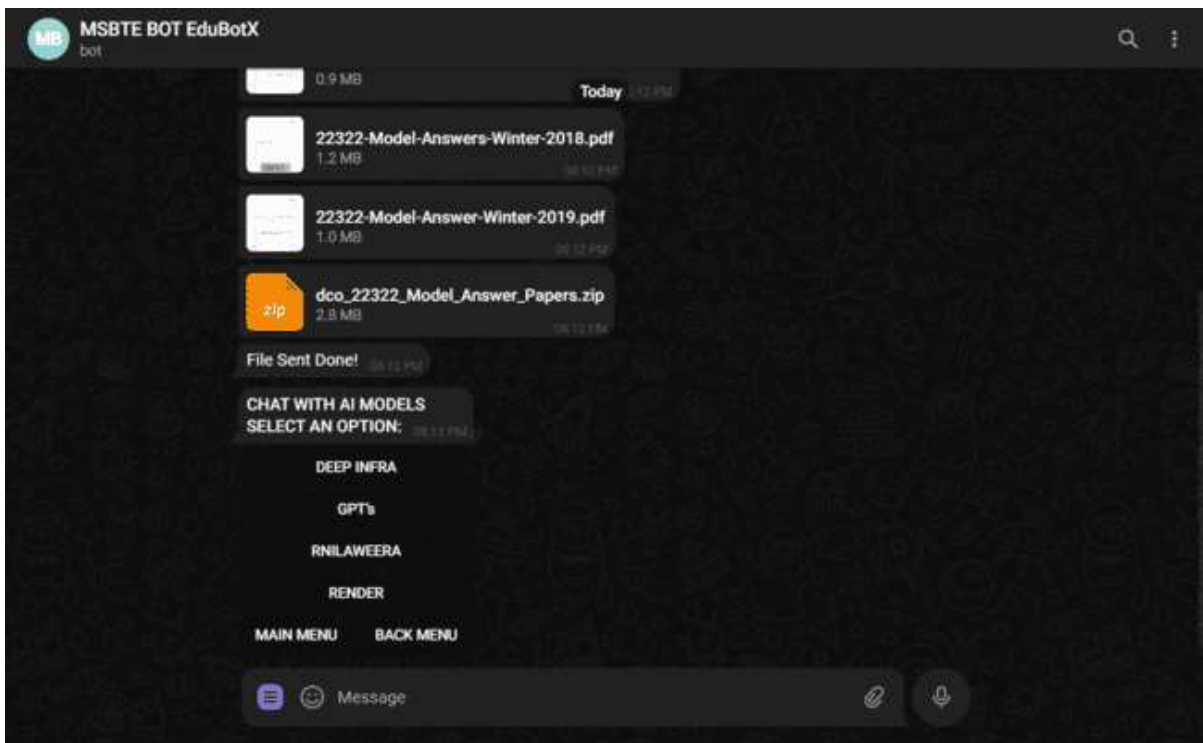 MB
MSBTE BOT EduBotX
bot
0.9 MB
Today
22322-Model-Answers-Winter-2018.pdf
1.2 MB
22322-Model-Answer-Winter-2019.pdf
1.0 MB
zip
dco_22322_Model_Answer_Papers.zip
2.8 MB
File Sent Done!
CHAT WITH AI MODELS
SELECT AN OPTION:
DEEP INFRA
GPT's
RNILAWEERA
RENDER
MAIN MENU BACK MENU
Message